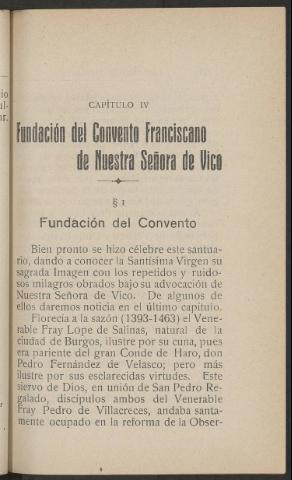 io
ul-
ar.
CAPÍTULO IV
Fundación del Convento Franciscano
de Nuestra Señora de Vico
§ I
Fundación del Convento
Bien pronto se hizo célebre este santua-
rio, dando a conocer la Santísima Virgen su
sagrada Imagen con los repetidos y ruido-
sos milagros obrados bajo su advocación de
Nuestra Señora de Vico. De algunos de
ellos daremos noticia en el último capítulo.
Florecía a la sazón (1393-1463) el Vene-
rable Fray Lope de Salinas, natural de la
ciudad de Burgos, ilustre por su cuna, pues
era pariente del gran Conde de Haro, don
Pedro Fernández de Velasco; pero más
ilustre por sus esclarecidas virtudes. Este
siervo de Dios, en unión de San Pedro Re-
galado, discípulos ambos del Venerable
Fray Pedro de Villacreces, andaba santa-
mente ocupado en la reforma de la Obser-